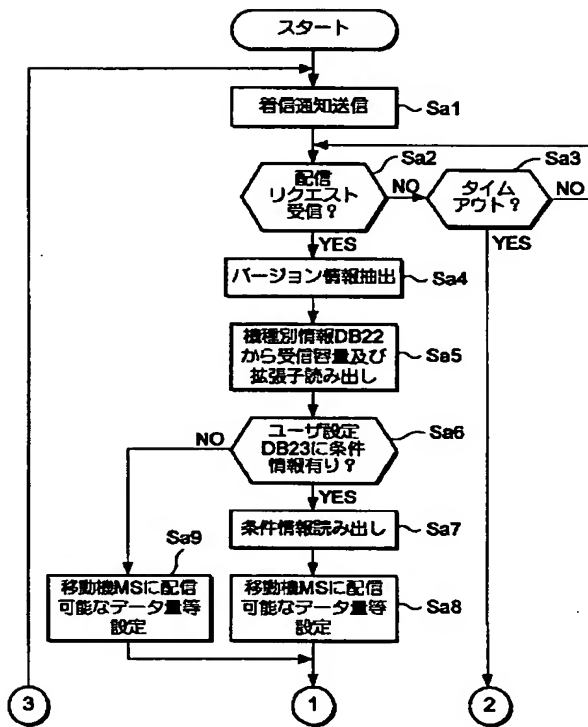 スタート
着信通知送信
Sa1
配信
リクエスト
受信?
Sa2
NO
タイム
アウト?
Sa3
NO
YES
YES
バージョン情報抽出
Sa4
機種別情報DB22
から受信容量及び
拡張子読み出し
Sa5
ユーザ設定
DB23に条件
情報有り?
Sa6
NO
YES
条件情報読み出し
Sa7
Sa9
移動機MSに配信
可能なデータ量等
設定
移動機MSに配信
可能なデータ量等
設定
Sa8
3
1
2